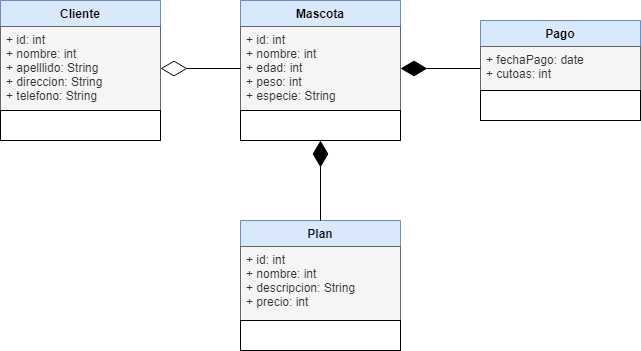 Cliente
+ id: int
+ nombre: int
+ apelllido: String
+ direccion: String
+ telefono: String
Mascota
+ id: int
+ nombre: int
+ edad: int
+ peso: int
+ especie: String
Pago
+ fechaPago: date
+ cutoas: int
Plan
+ id: int
+ nombre: int
+ descripcion: String
+ precio: int